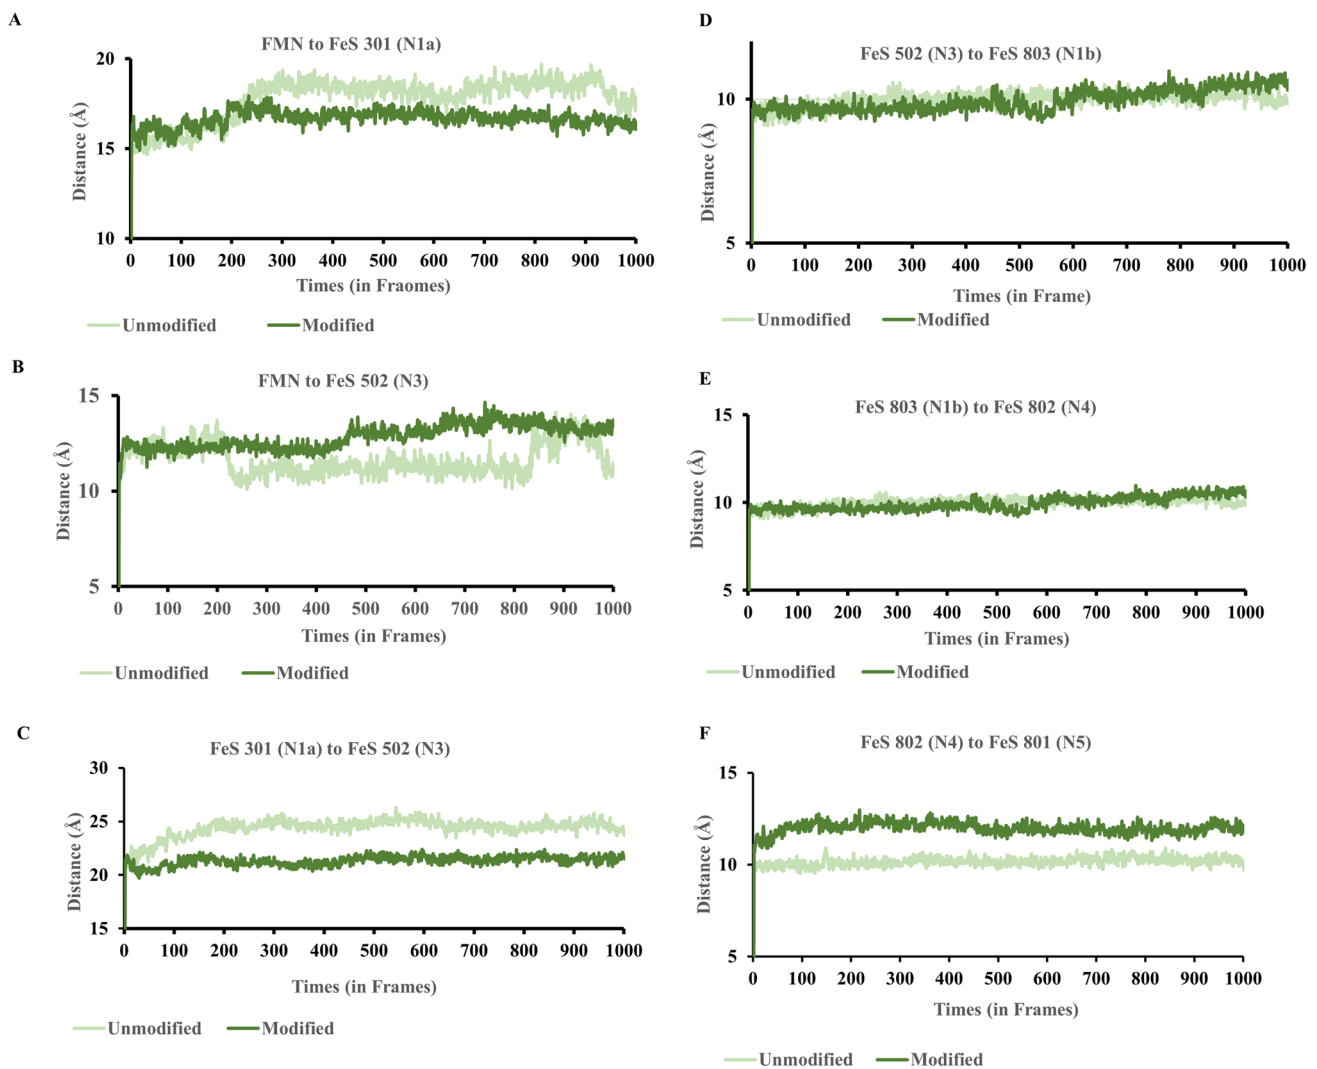 A
FMN to FeS 301 (N1a)
20
15
10
Distance (Å)
0 100 200 300 400 500 600 700 800 900 1000
Times (in Fraomes)
Unmodified Modified
B
FMN to FeS 502 (N3)
15
10
5
Distance (Å)
0 100 200 300 400 500 600 700 800 900 1000
Times (in Frames)
Unmodified Modified
C
FeS 301 (N1a) to FeS 502 (N3)
30
25
20
15
Distance (Å)
0 100 200 300 400 500 600 700 800 900 1000
Times (in Frames)
Unmodified Modified
D
FeS 502 (N3) to FeS 803 (N1b)
10
5
Distance (Å)
0 100 200 300 400 500 600 700 800 900 1000
Times (in Frame)
Unmodified Modified
E
FeS 803 (N1b) to FeS 802 (N4)
15
10
5
Distance (Å)
0 100 200 300 400 500 600 700 800 900 1000
Times (in Frames)
Unmodified Modified
F
FeS 802 (N4) to FeS 801 (N5)
15
10
5
Distance (Å)
0 100 200 300 400 500 600 700 800 900 1000
Times (in Frames)
Unmodified Modified